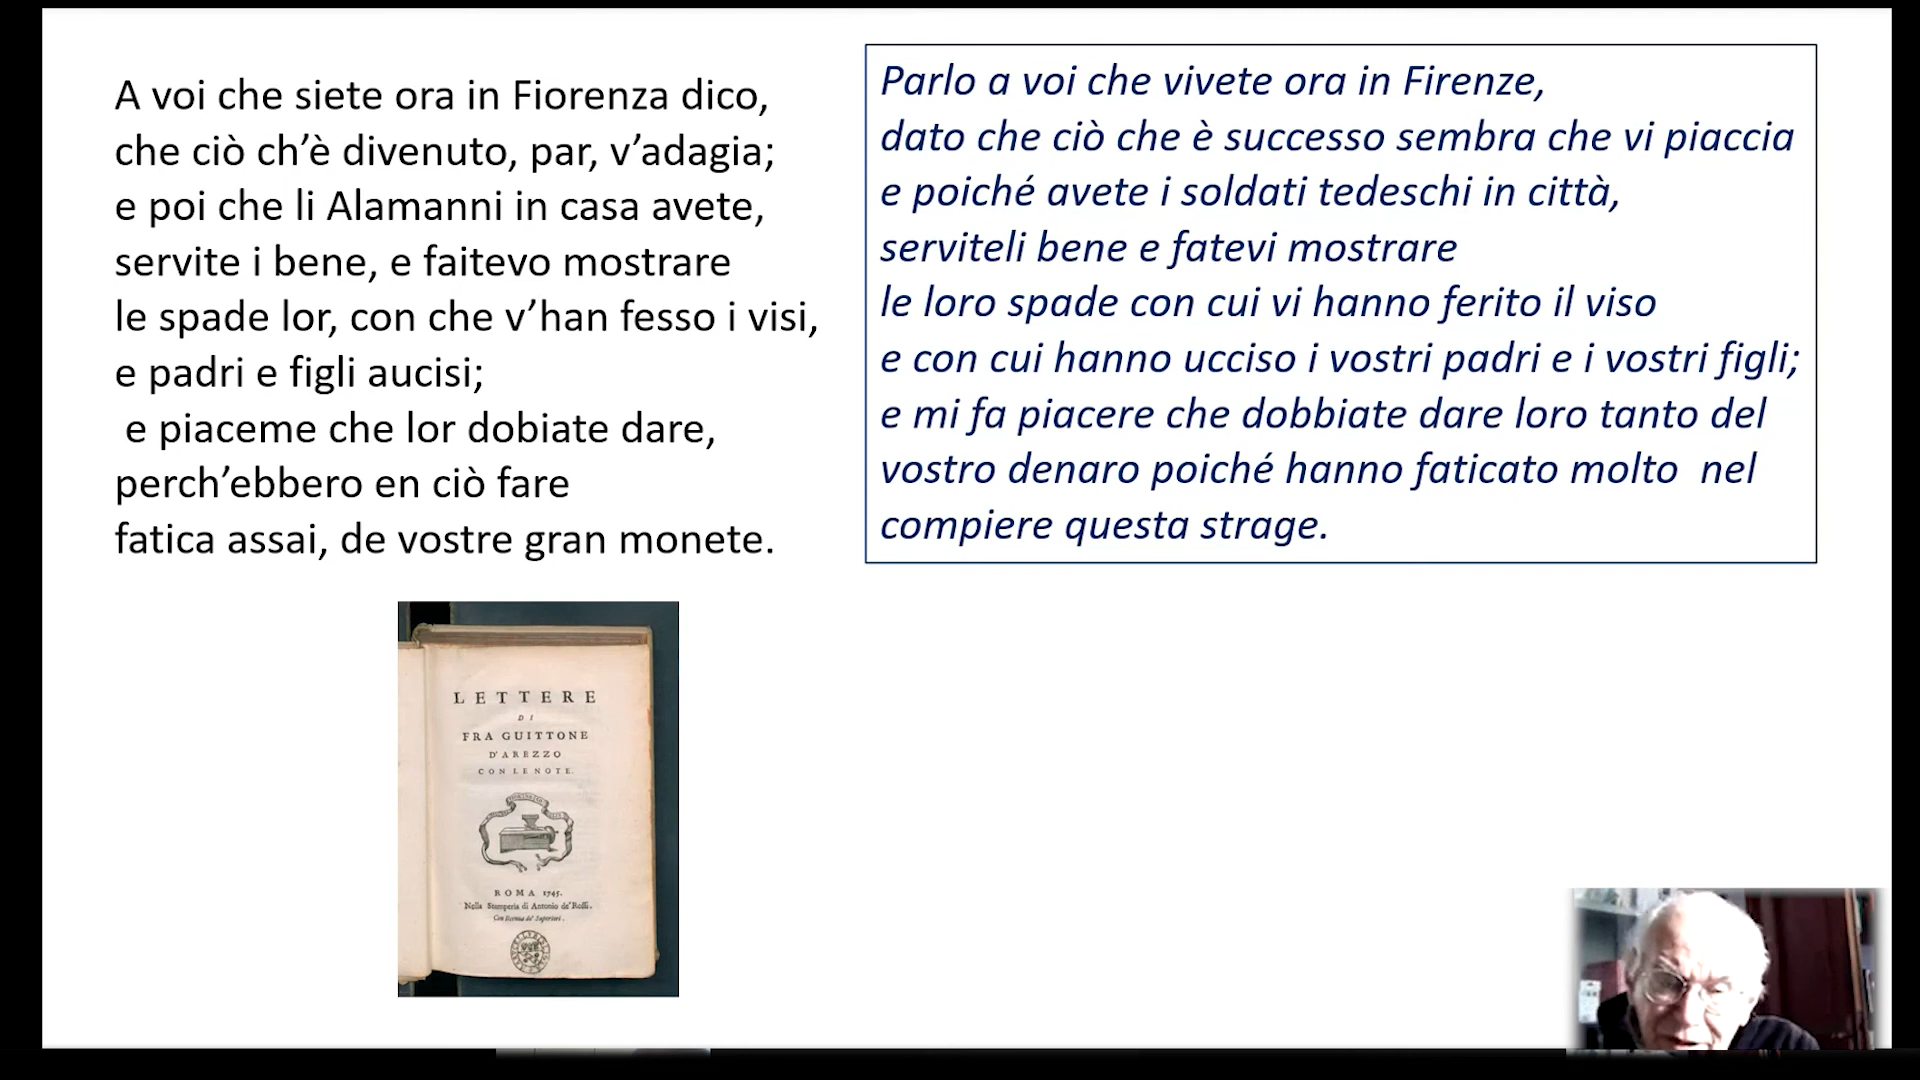 A voi che siete ora in Fiorenza dico,
che ciò ch’è divenuto, par, v’adagia;
e poi che li Alamanni in casa avete,
servite i bene, e faitevo mostrare
le spade lor, con che v’han fesso i visi,
e padri e figli aucisi;
e piaceme che lor dobiate dare,
perch’ebbero en ciò fare
fatica assai, de vostre gran monete.
Parlo a voi che vivete ora in Firenze,
dato che ciò che è successo sembra che vi piaccia
e poiché avete i soldati tedeschi in città,
serviteli bene e fatevi mostrare
le loro spade con cui vi hanno ferito il viso
e con cui hanno ucciso i vostri padri e i vostri figli;
e mi fa piacere che dobbiate dare loro tanto del
vostro denaro poiché hanno faticato molto nel
compiere questa strage.
LETTERE
DI
FRA GUITTONE
D'AREZZO
CON LE NOTE.
ROMA 1745.
Nella Stamperia di Antonio de' Rossi.
Con licenza de' Superiori.